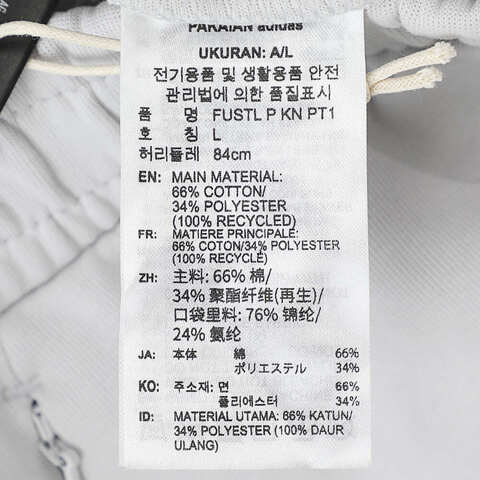 PAKAIAN adidas
UKURAN: A/L
전기용품 및 생활용품 안전
관리법에 의한 품질표시
품 명 FUSTL P KN PT1
호 칭 L
허리둘레 84cm
EN: MAIN MATERIAL:
66% COTTON/
34% POLYESTER
(100% RECYCLED)
FR: MATIERE PRINCIPALE:
66% COTON/34% POLYESTER
(100% RECYCLÉ)
ZH: 主料: 66% 棉/
34% 聚酯纤维(再生)/
口袋里料: 76% 锦纶/
24% 氨纶
JA: 本体 綿 66%
ポリエステル 34%
KO: 주소재: 면 66%
폴리에스터 34%
ID: MATERIAL UTAMA: 66% KATUN/
34% POLYESTER (100% DAUR
ULANG)